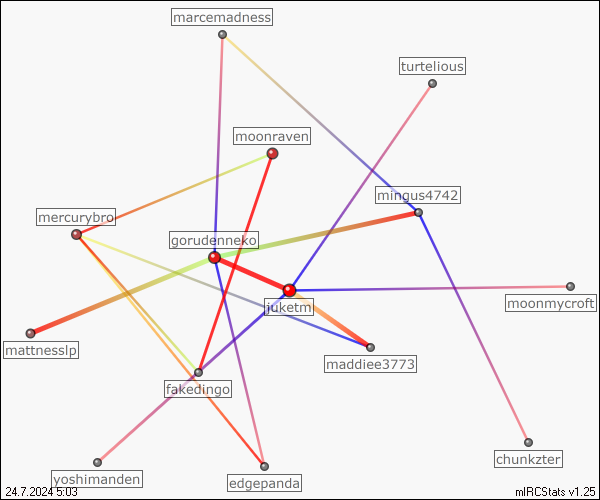 marcemadness
turtelious
moonraven
mingus4742
mercurybro
gorudenneko
moonmycroft
juketm
mattnesslp
maddiee3773
fakedingo
chunkzter
yoshimanden
edgepanda
24.7.2024 5:03
mIRCStats v1.25